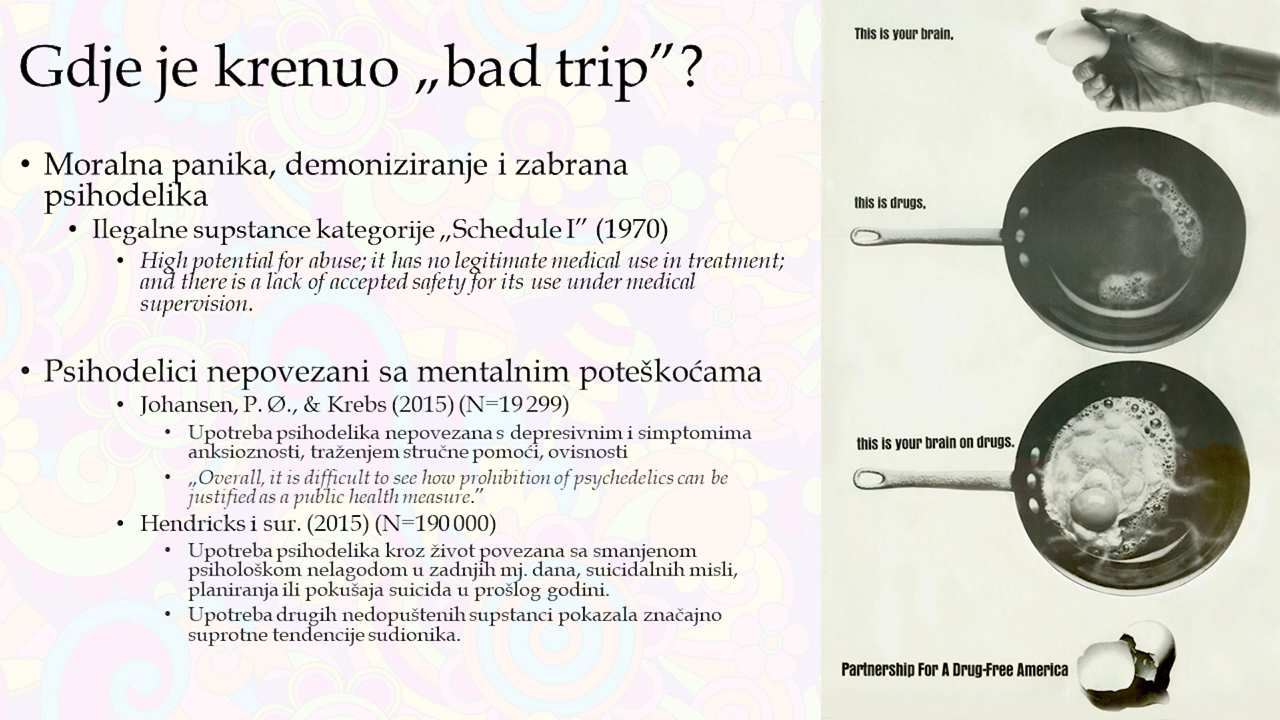 Gdje je krenuo „bad trip”?
• Moralna panika, demoniziranje i zabrana
psihodelika
• Ilegalne supstance kategorije „Schedule I” (1970)
• High potential for abuse; it has no legitimate medical use in treatment;
and there is a lack of accepted safety for its use under medical
supervision.
• Psihodelici nepovezani sa mentalnim poteškoćama
• Johansen, P. Ø., & Krebs (2015) (N=19 299)
• Upotreba psihodelika nepovezana s depresivnim i simptomima
anksioznosti, traženjem stručne pomoći, ovisnosti
• „Overall, it is difficult to see how prohibition of psychedelics can be
justified as a public health measure.”
• Hendricks i sur. (2015) (N=190 000)
• Upotreba psihodelika kroz život povezana sa smanjenom
psihološkom nelagodom u zadnjih mj. dana, suicidalnih misli,
planiranja ili pokušaja suicida u prošlog godini.
• Upotreba drugih nedopuštenih supstanci pokazala značajno
suprotne tendencije sudionika.
This is your brain,
this is drugs,
this is your brain on drugs.
Partnership For A Drug-Free America